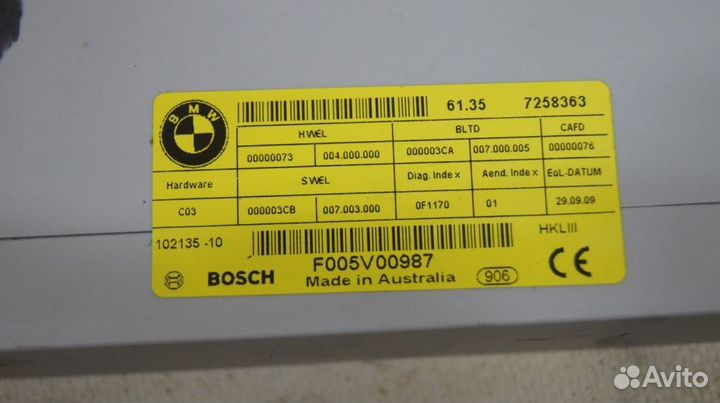 BMW 61.35 7258363
HWEL BLTD CAFD
00000073 004.000.000 000003CA 007.000.005 00000076
Hardware SWEL Diag. Index Aend. Index EoL-DATUM
C03 000003CB 007.003.000 0F1170 01 29.09.09
102135 -10 HKLIII
BOSCH F005V00987 906 CE
Made in Australia
Avito